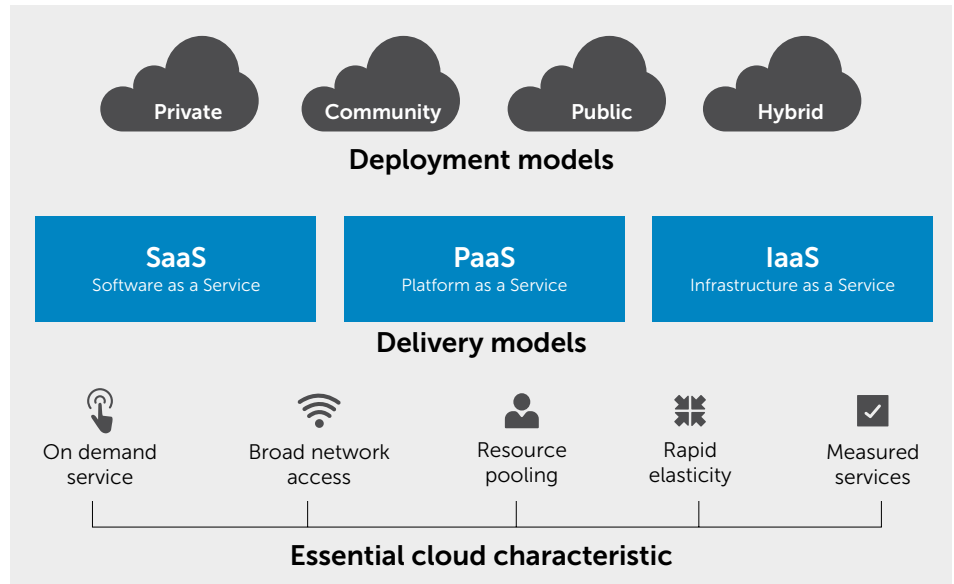 Private
Community
Public
Hybrid
Deployment models
SaaS
Software as a Service
PaaS
Platform as a Service
IaaS
Infrastructure as a Service
Delivery models
On demand
service
Broad network
access
Resource
pooling
Rapid
elasticity
Measured
services
Essential cloud characteristic